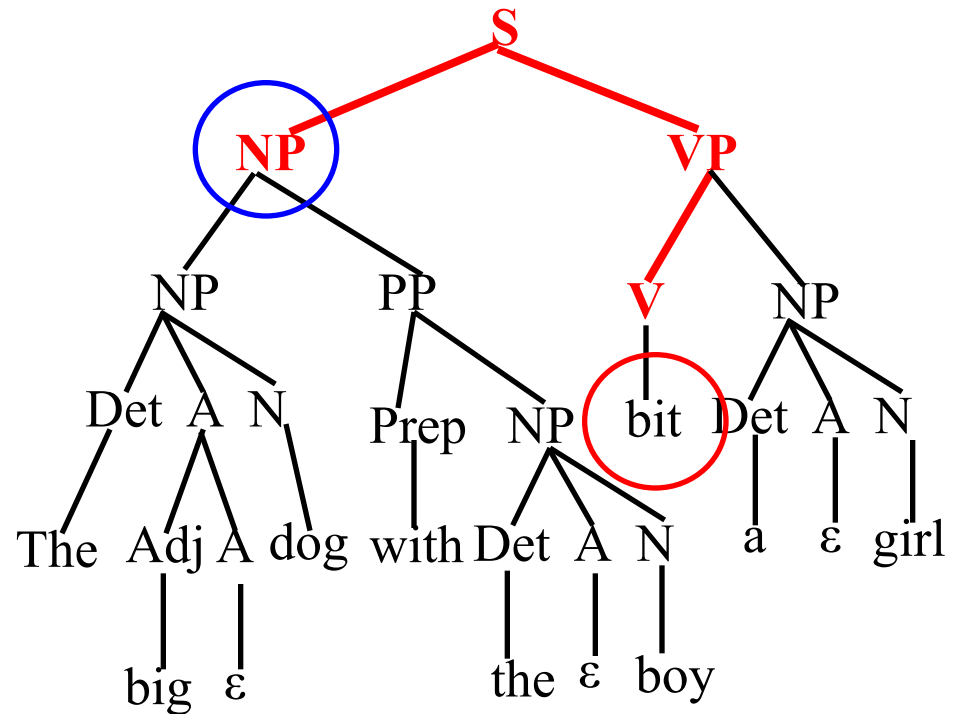 S
NP VP
NP PP V NP
Det A N Prep NP bit Det A N
The Adj A dog with Det A N a ε girl
big ε the ε boy